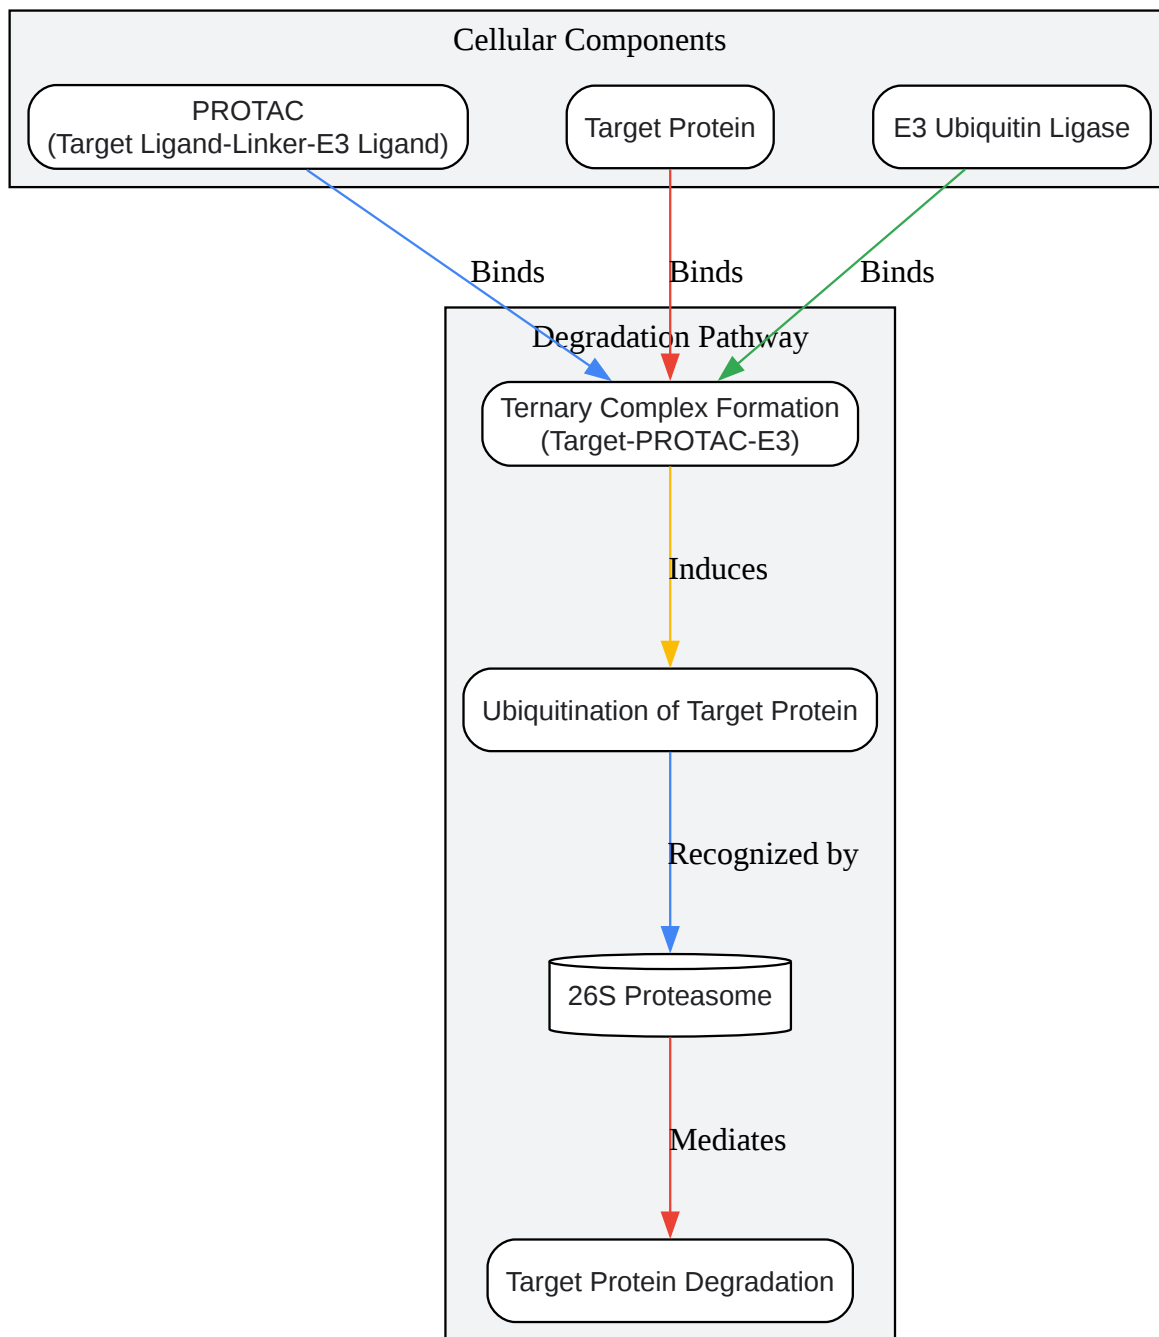 Cellular Components
PROTAC
(Target Ligand-Linker-E3 Ligand)
Target Protein
E3 Ubiquitin Ligase
Binds
Binds
Binds
Degradation Pathway
Ternary Complex Formation
(Target-PROTAC-E3)
Induces
Ubiquitination of Target Protein
Recognized by
26S Proteasome
Mediates
Target Protein Degradation